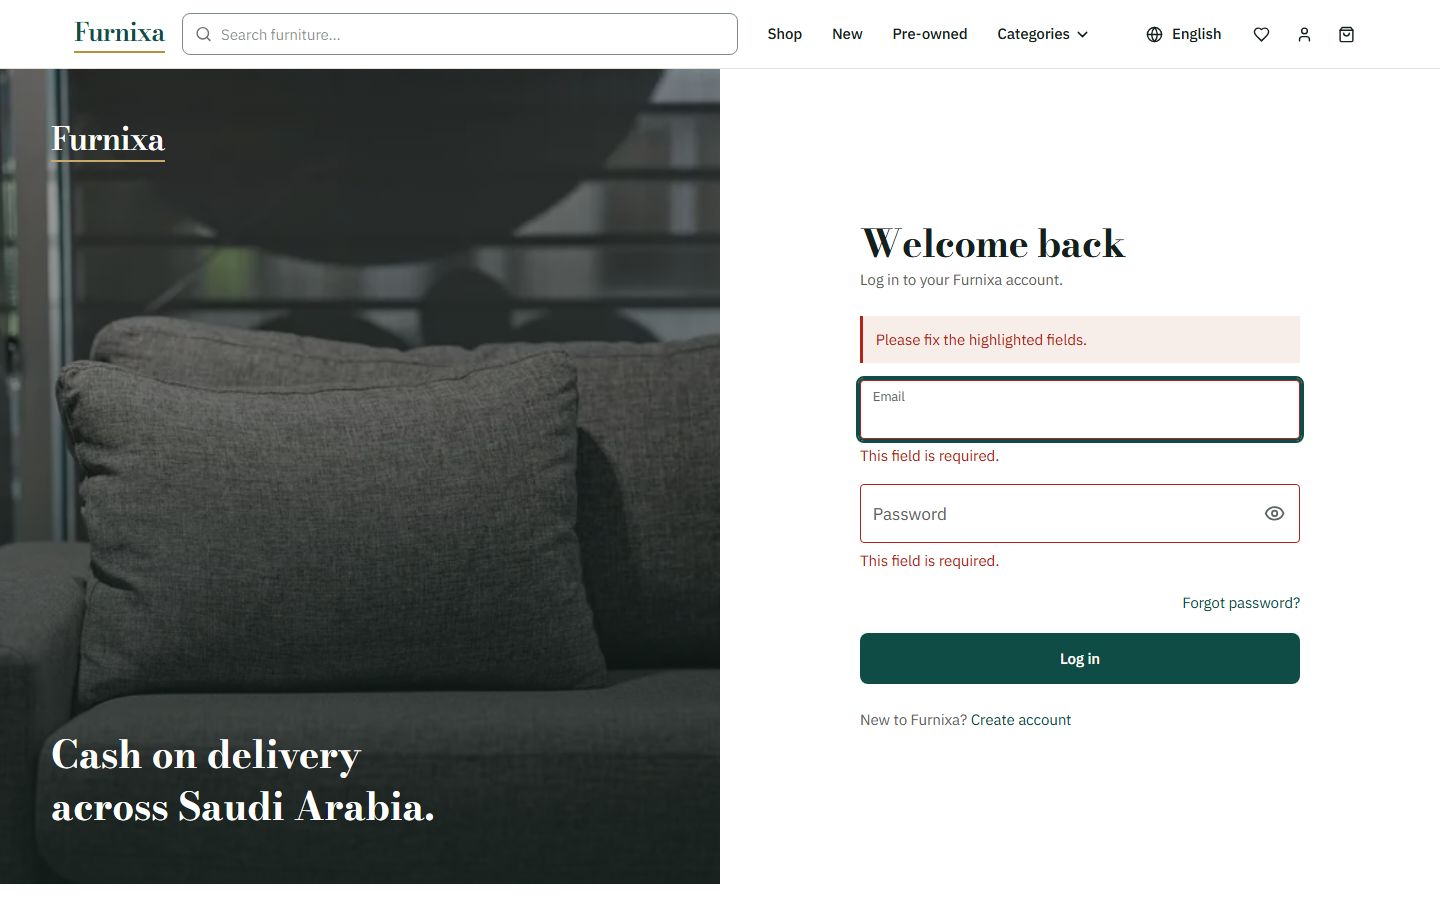 Furnixa
Search furniture...
Shop
New
Pre-owned
Categories
English
Furnixa
Cash on delivery
across Saudi Arabia.
Welcome back
Log in to your Furnixa account.
Please fix the highlighted fields.
Email
This field is required.
Password
This field is required.
Forgot password?
Log in
New to Furnixa? Create account